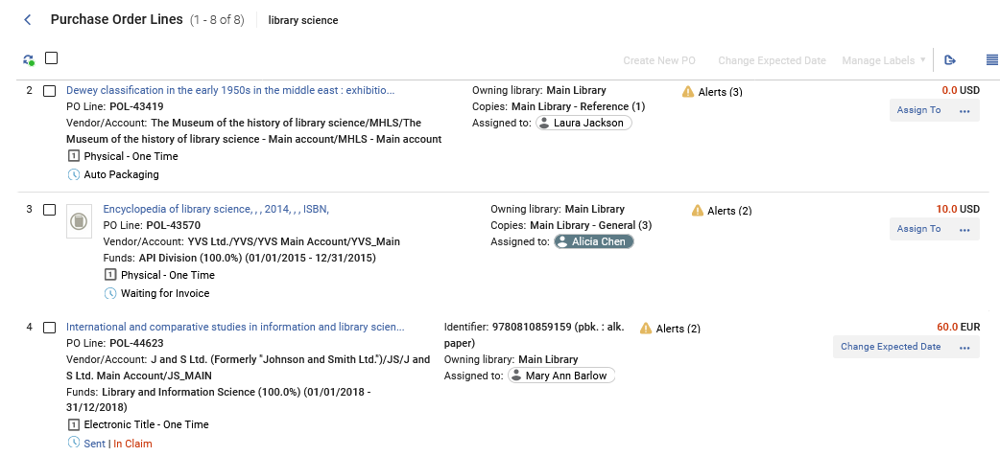 Purchase Order Lines (1 - 8 of 8) library science
Create New PO Change Expected Date Manage Labels
2 Dewey classification in the early 1950s in the middle east : exhibitio... Owning library: Main Library Alerts (3) 0.0 USD
PO Line: POL-43419 Copies: Main Library - Reference (1) Assign To ...
Vendor/Account: The Museum of the history of library science/MHLS/The Assigned to: Laura Jackson
Museum of the history of library science - Main account/MHLS - Main account
1 Physical - One Time
Auto Packaging
3 Encyclopedia of library science, , , 2014, , , ISBN, Owning library: Main Library Alerts (2) 10.0 USD
PO Line: POL-43570 Copies: Main Library - General (3) Assign To ...
Vendor/Account: YVS Ltd./YVS/YVS Main Account/YVS_Main Assigned to: Alicia Chen
Funds: API Division (100.0%) (01/01/2015 - 12/31/2015)
1 Physical - One Time
Waiting for Invoice
4 International and comparative studies in information and library scien... Identifier: 9780810859159 (pbk. : alk. Alerts (2) 60.0 EUR
PO Line: POL-44623 paper) Change Expected Date ...
Vendor/Account: J and S Ltd. (Formerly "Johnson and Smith Ltd.")/JS/J and Owning library: Main Library
S Ltd. Main Account/JS_MAIN Assigned to: Mary Ann Barlow
Funds: Library and Information Science (100.0%) (01/01/2018 -
31/12/2018)
1 Electronic Title - One Time
Sent | In Claim